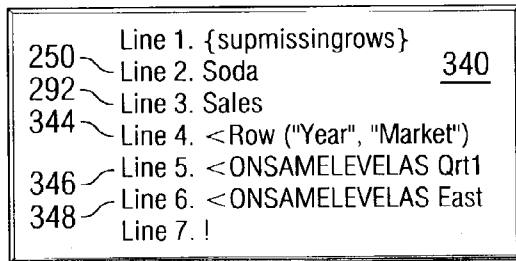 Line 1. {supmissingrows}
250 Line 2. Soda 340
292 Line 3. Sales
344 Line 4. <Row ("Year", "Market")
346 Line 5. <ONSAMELEVELAS Qrt1
348 Line 6. <ONSAMELEVELAS East
Line 7. !